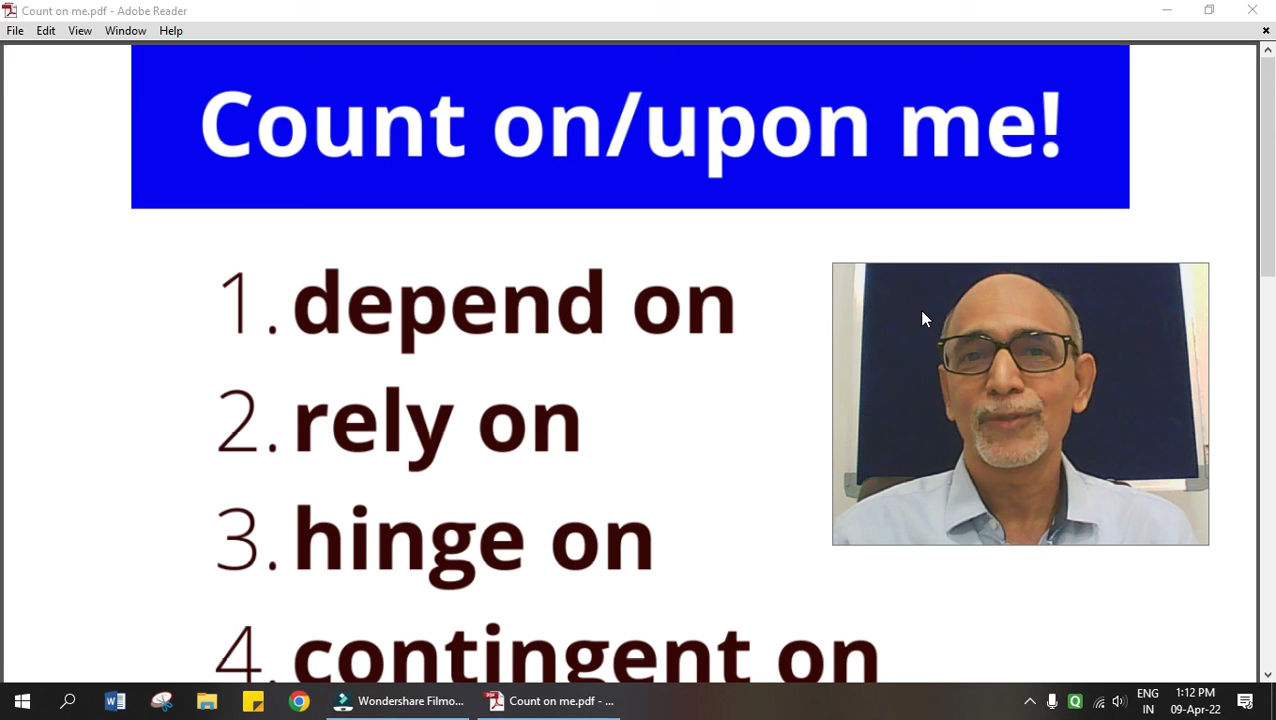 Count on me.pdf - Adobe Reader
File Edit View Window Help
Count on/upon me!
1. depend on
2. rely on
3. hinge on
4. contingent on
Wondershare Filmo...
Count on me.pdf - ...
ENG
IN
1:12 PM
09-Apr-22